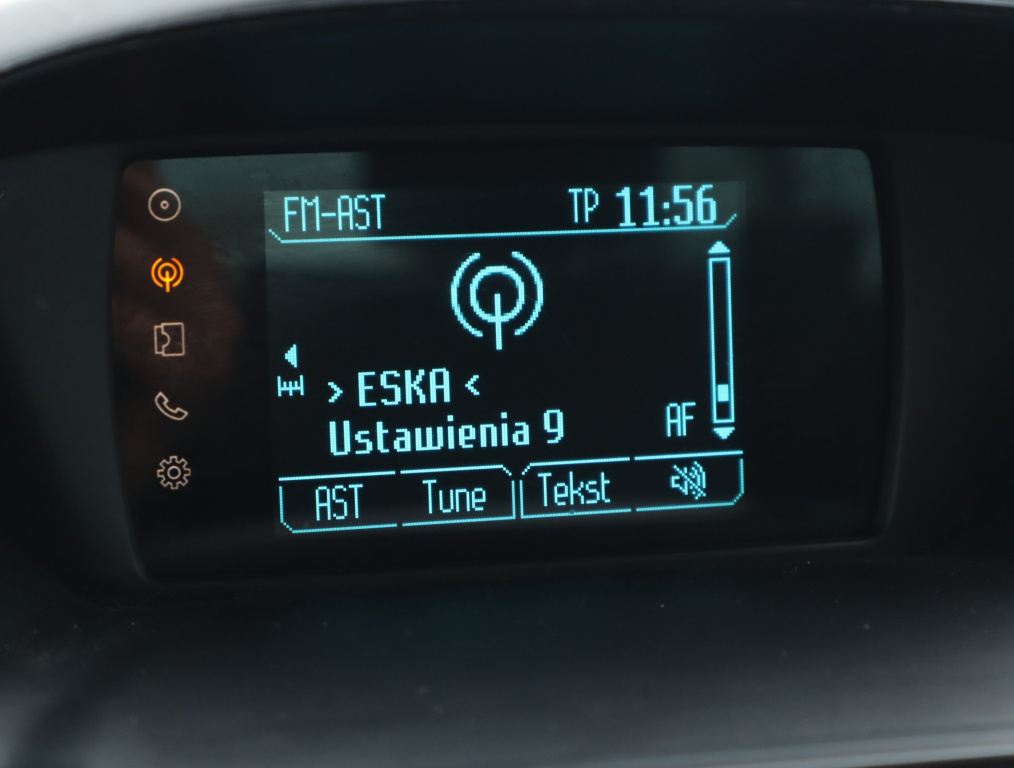 FM-AST TP 11:56
> ESKA <
Ustawienia 9 AF
AST Tune Tekst